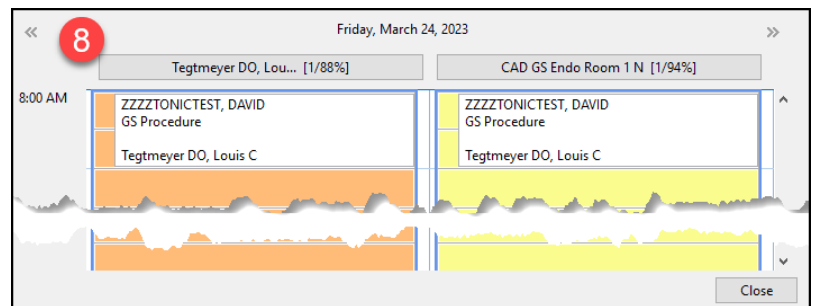 «
8
Friday, March 24, 2023
»
Tegtmeyer DO, Lou... [1/88%]
CAD GS Endo Room 1 N [1/94%]
8:00 AM
ZZZZTONICTEST, DAVID
GS Procedure
Tegtmeyer DO, Louis C
ZZZZTONICTEST, DAVID
GS Procedure
Tegtmeyer DO, Louis C
Close